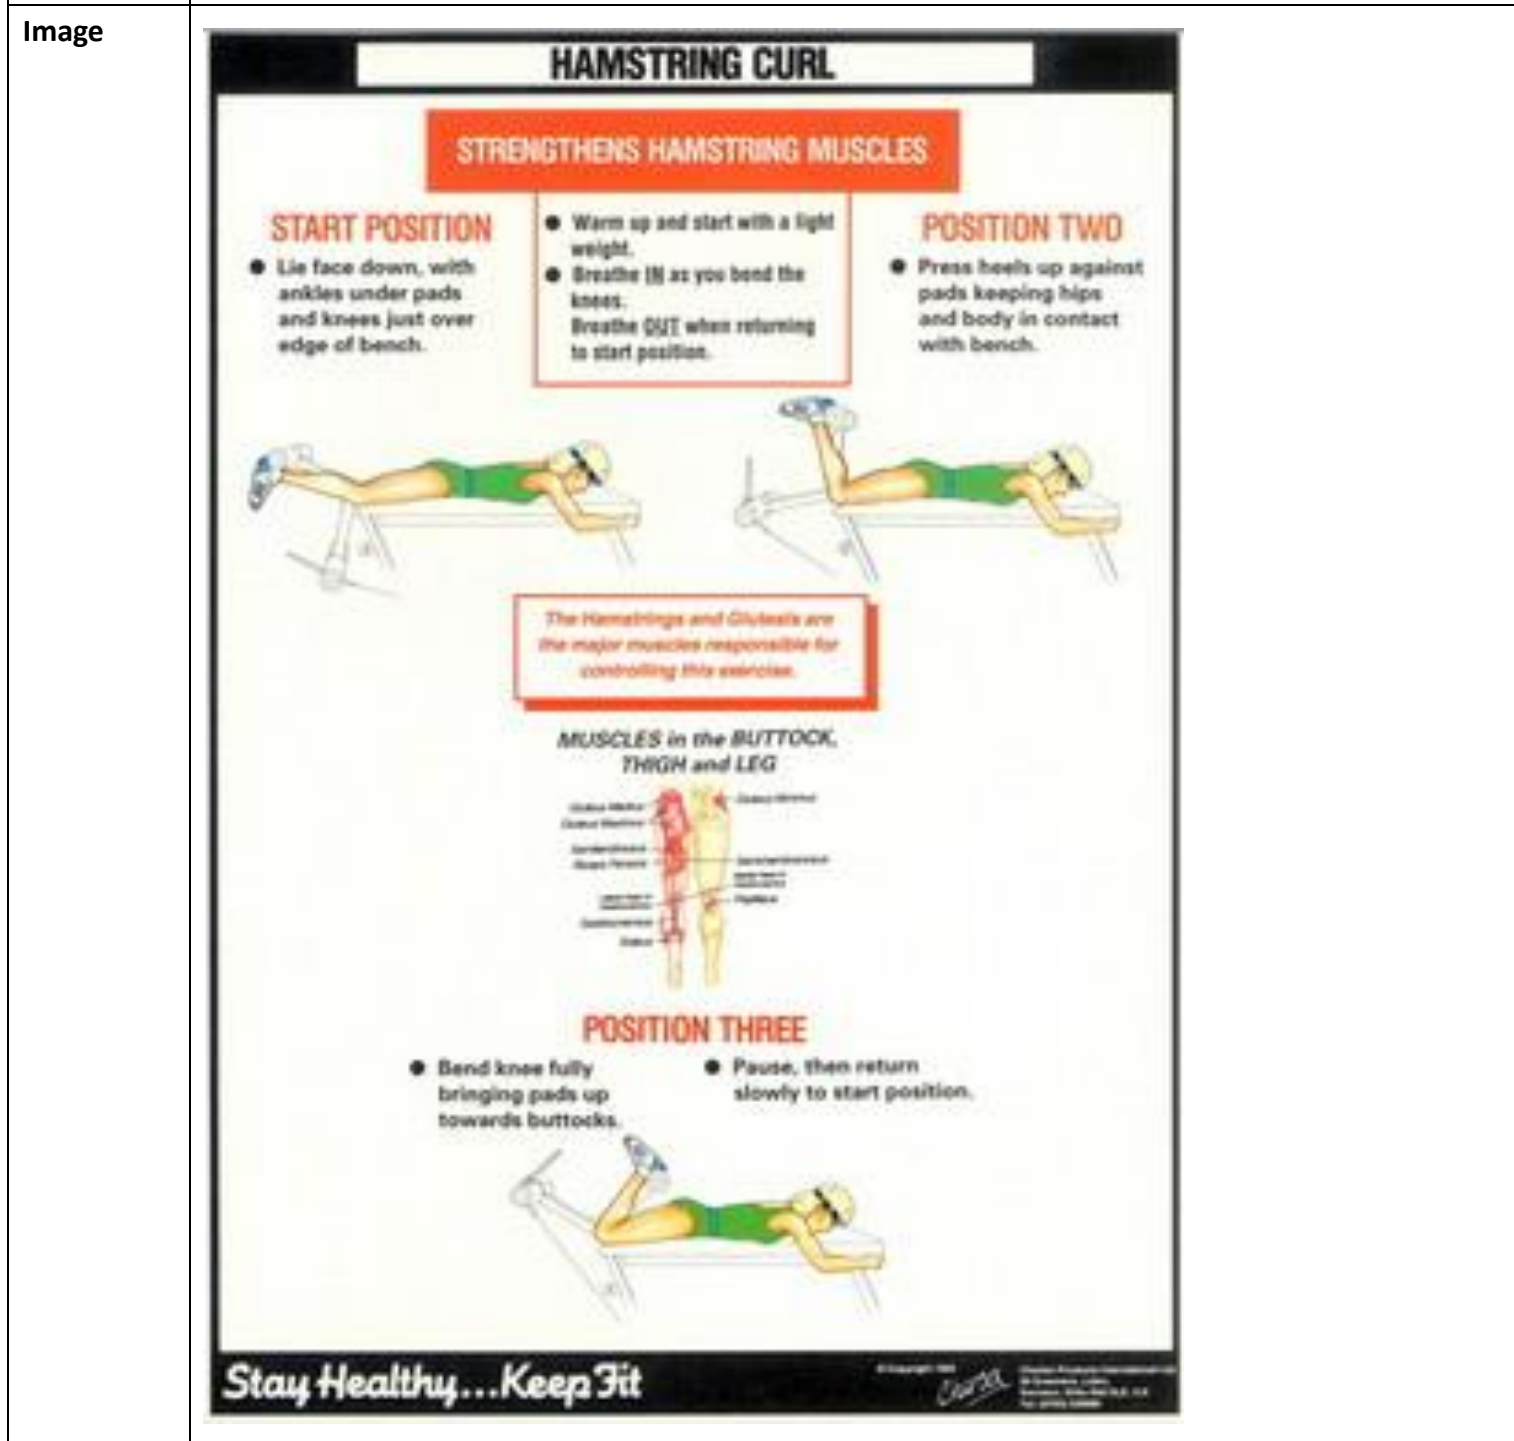 Image
HAMSTRING CURL
STRENGTHENS HAMSTRING MUSCLES
START POSITION
● Lie face down, with
ankles under pads
and knees just over
edge of bench.
● Warm up and start with a light
weight.
● Breathe IN as you bend the
knees.
Breathe OUT when returning
to start position.
POSITION TWO
● Press heels up against
pads keeping hips
and body in contact
with bench.
The Hamstrings and Gluteals are
the major muscles responsible for
controlling this exercise.
MUSCLES in the BUTTOCK,
THIGH and LEG
POSITION THREE
● Bend knee fully
bringing pads up
towards buttocks.
● Pause, then return
slowly to start position.
Stay Healthy...Keep Fit